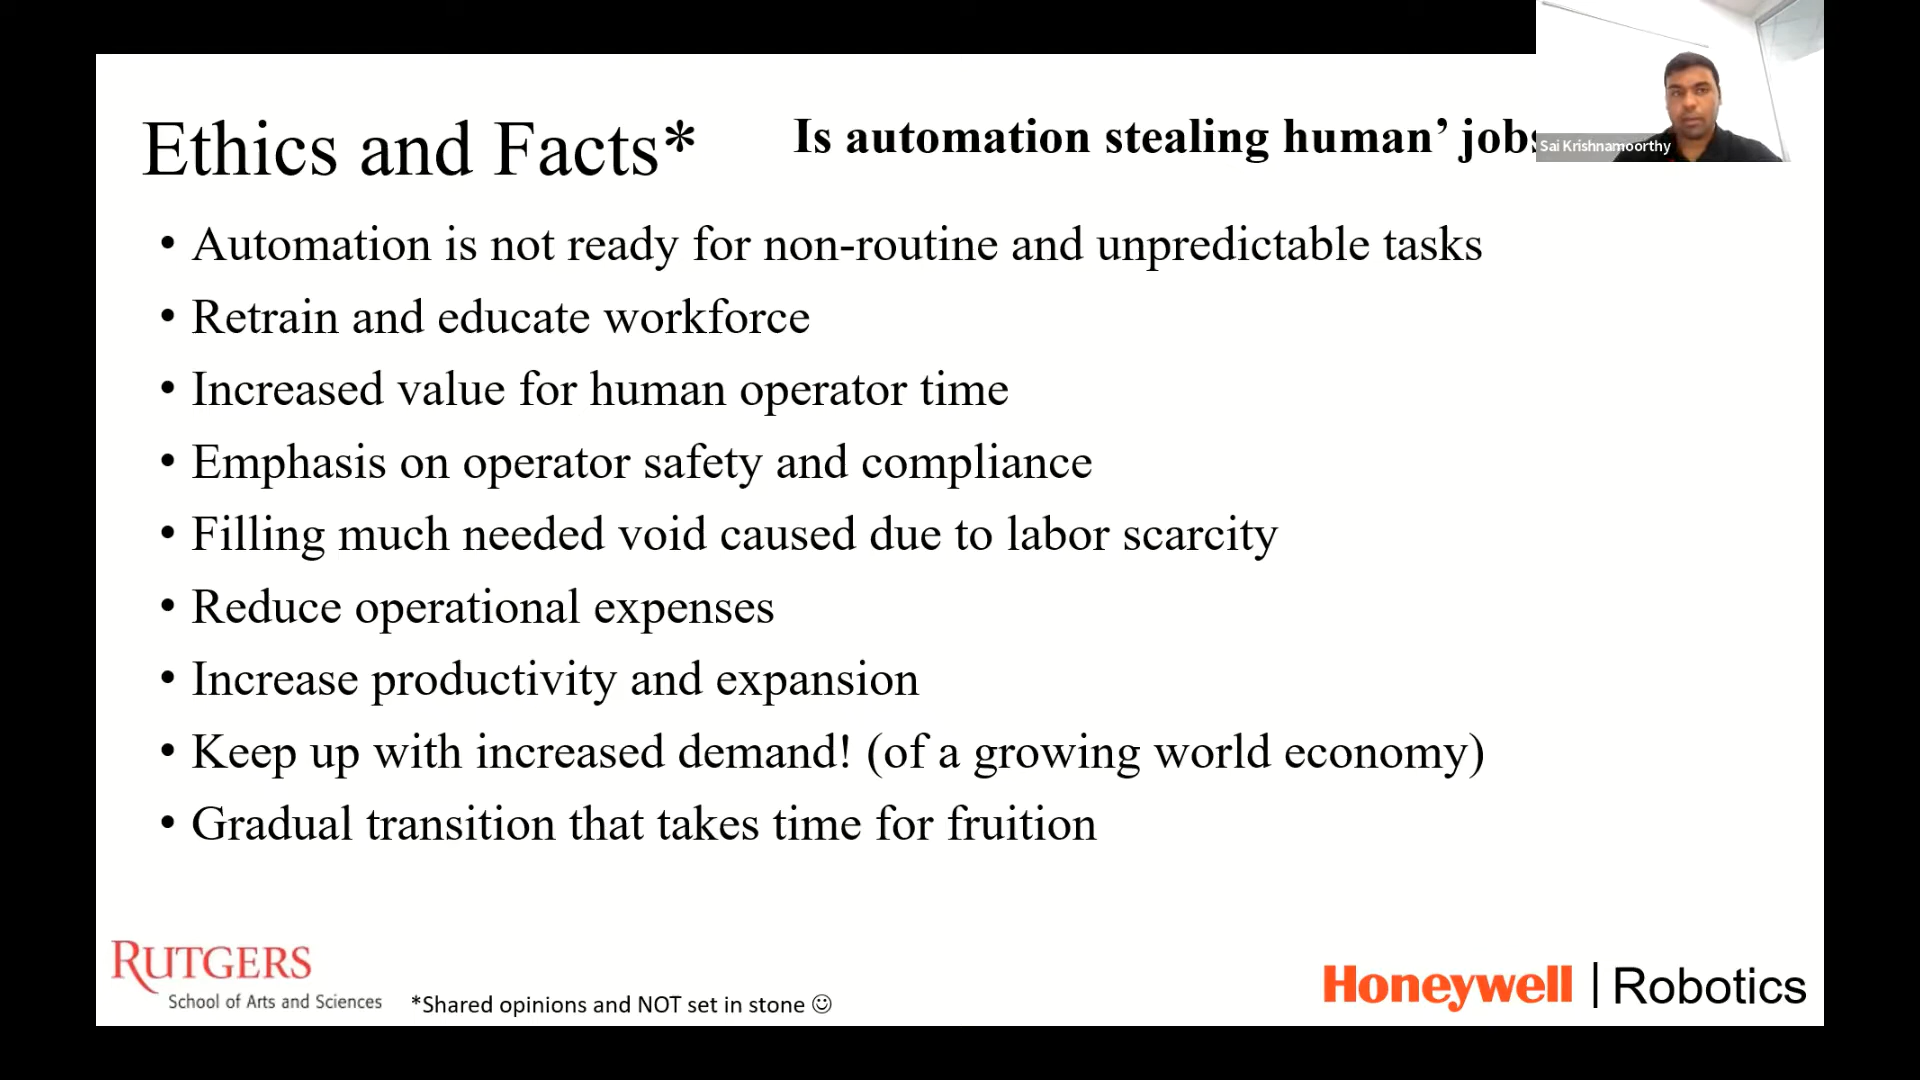 Ethics and Facts*
Is automation stealing human’ jobs
Sai Krishnamoorthy
• Automation is not ready for non-routine and unpredictable tasks
• Retrain and educate workforce
• Increased value for human operator time
• Emphasis on operator safety and compliance
• Filling much needed void caused due to labor scarcity
• Reduce operational expenses
• Increase productivity and expansion
• Keep up with increased demand! (of a growing world economy)
• Gradual transition that takes time for fruition
RUTGERS
School of Arts and Sciences
*Shared opinions and NOT set in stone ☺
Honeywell | Robotics